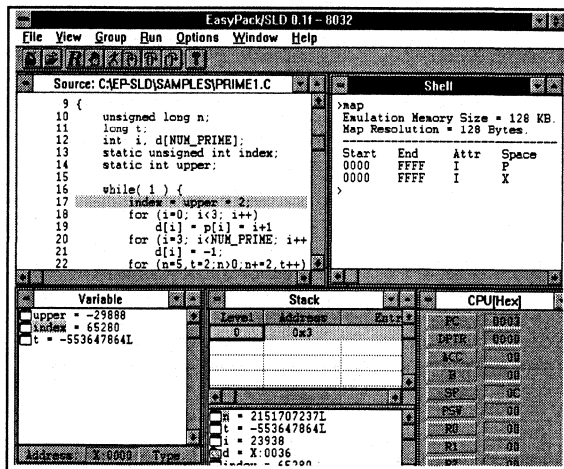 EasyPack/SLD 0.1f – 8032
File View Group Run Options Window Help
Source: C:\EP-SLD\SAMPLES\PRIME1.C
9 {
10 unsigned long n;
11 long t;
12 int i, d[NUM_PRIME];
13 static unsigned int index;
14 static int upper;
15
16 while( 1 ) {
17 index = upper = 2;
18 for (i=0; i<3; i++)
19 d[i] = p[i] = i+1
20 for (i=3; i<NUM_PRIME; i++
21 d[i] = -1;
22 for (n=5,t=2;n>0;n+=2,t++)
Shell
>map
Emulation Memory Size = 128 KB.
Map Resolution = 128 Bytes.
Start End Attr Space
0000 FFFF I P
0000 FFFF I X
>
Variable
upper = -29888
index = 65280
t = -553647864L
Address: X:0000 Type
Stack
Level Address Entr
0 0x3
n = 2151707237L
t = -553647864L
i = 23938
d = X:0036
index = 65280
CPU[Hex]
PC 0003
DPTR 0000
ACC 00
B 00
SP 0C
PSW 00
R0 00
R1 00